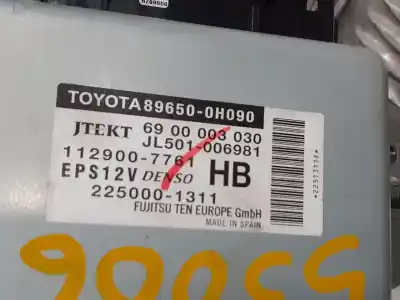 TOYOTA89650-0H090
JTEKT 69 00 003 030
JL501-006981
112900-7761
EPS12V DENSO HB
225000-1311
FUJITSU TEN EUROPE GmbH
MADE IN SPAIN